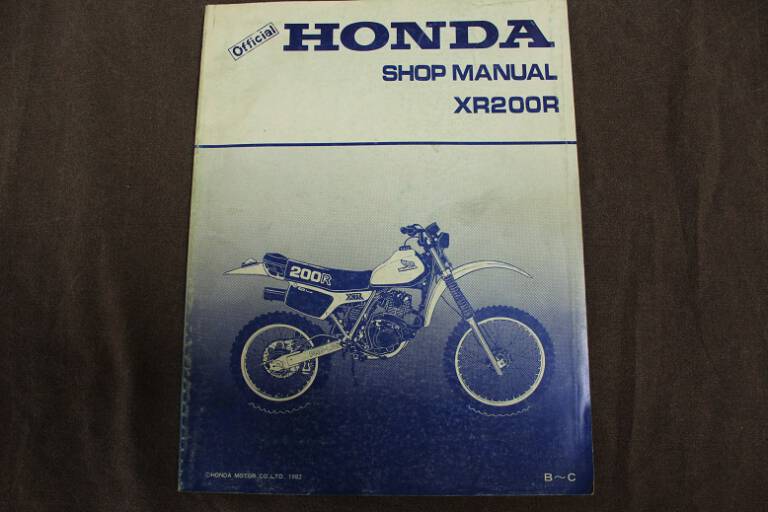 Official HONDA
SHOP MANUAL
XR200R
200R
XR
©HONDA MOTOR CO., LTD. 1982
B~C